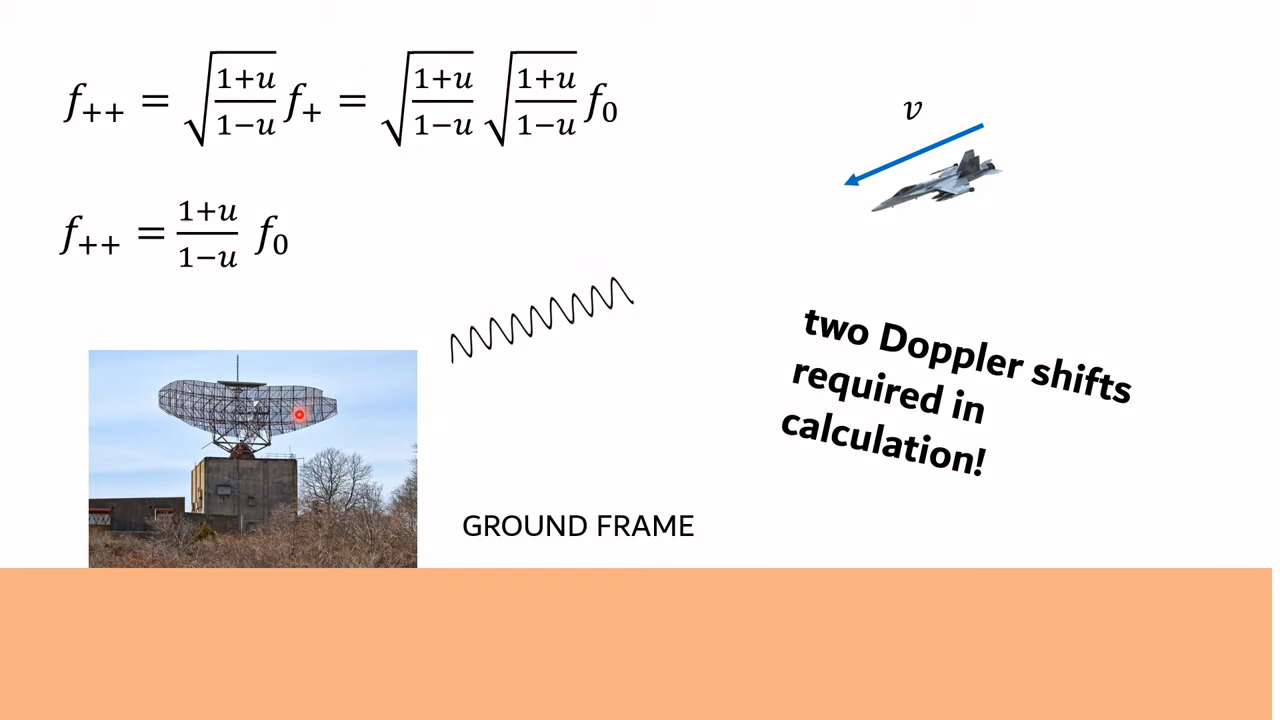 f₊₊ = √((1+u)/(1−u)) f₊ = √((1+u)/(1−u)) √((1+u)/(1−u)) f₀
v
f₊₊ = (1+u)/(1−u) f₀
two Doppler shifts
required in
calculation!
GROUND FRAME